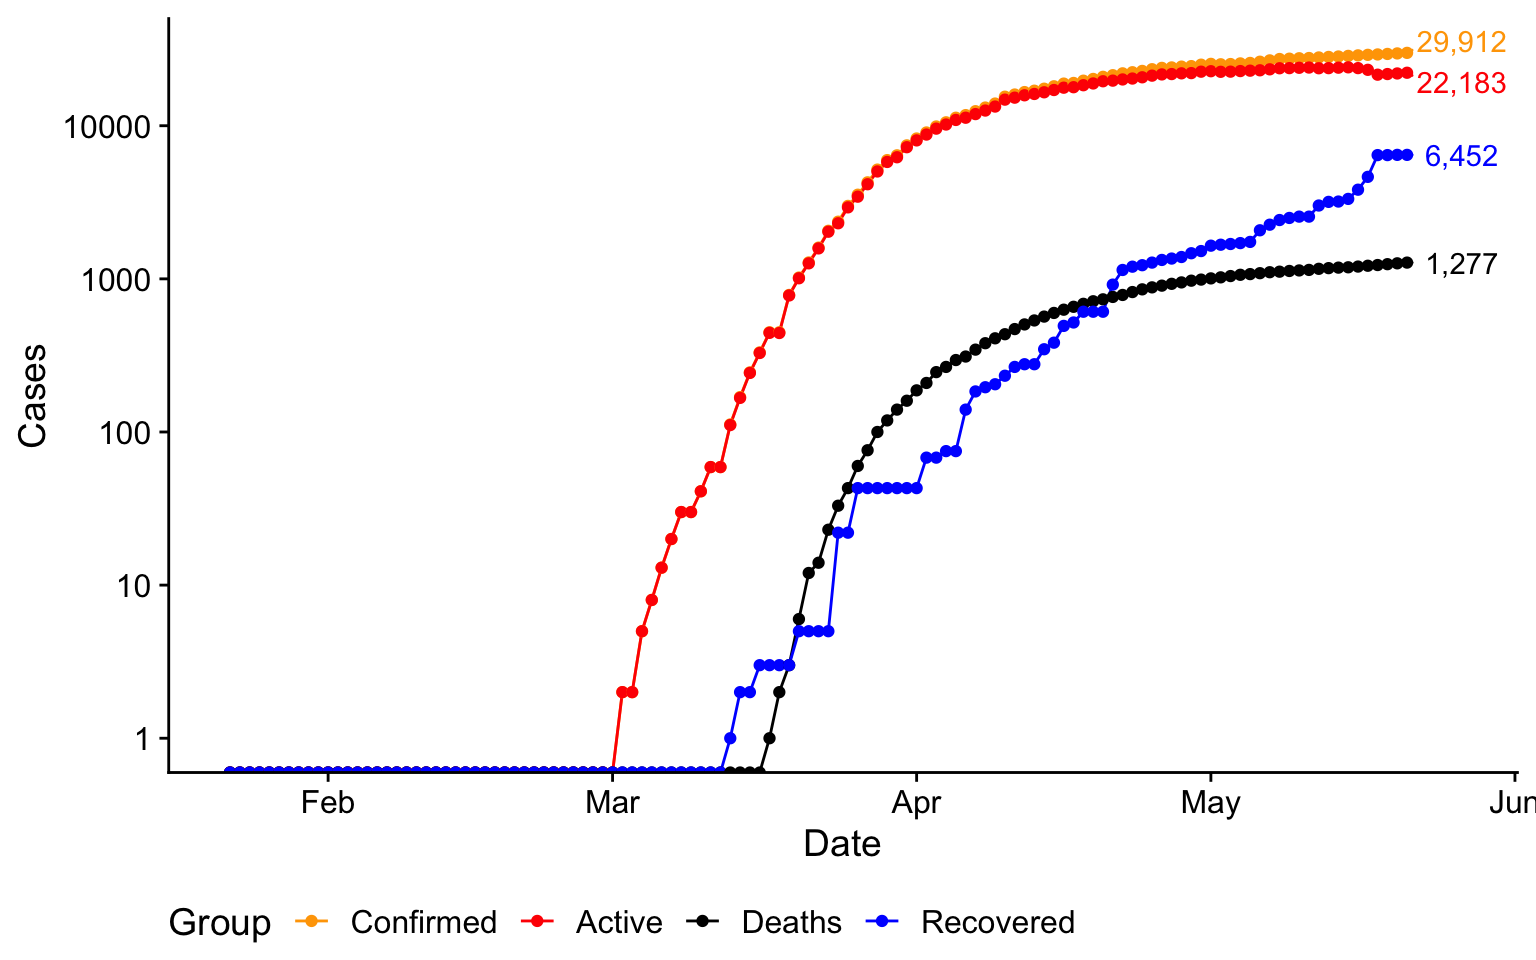 29,912
22,183
10000
6,452
1000
1,277
Cases
100
10
1
Feb Mar Apr May Jun
Date
Group Confirmed Active Deaths Recovered